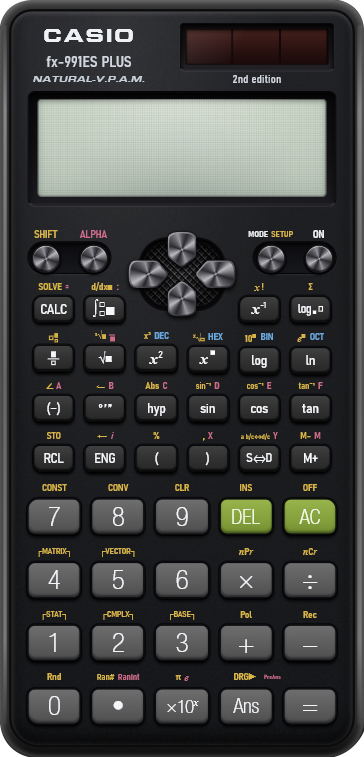 CASIO
fx-991ES PLUS
NATURAL-V.P.A.M.
2nd edition
SHIFT ALPHA MODE SETUP ON
SOLVE = d/dx■ : x! Σ
CALC ∫□■ x⁻¹ log■□
x³ DEC HEX 10■ BIN e■ OCT
√■ x² x■ log ln
∠ A B Abs C sin⁻¹ D cos⁻¹ E tan⁻¹ F
(−) °’” hyp sin cos tan
STO ← i % , X a b/c⇔d/c Y M− M
RCL ENG ( ) S⇔D M+
CONST CONV CLR INS OFF
7 8 9 DEL AC
MATRIX VECTOR nPr nCr
4 5 6 × ÷
STAT CMPLX BASE Pol Rec
1 2 3 + −
Rnd Ran# RanInt π e DRG▶ PreAns
0 • ×10ˣ Ans =